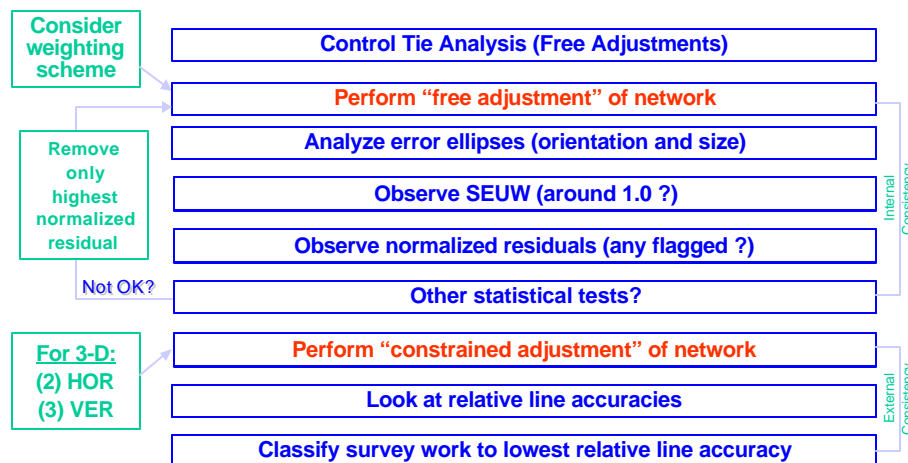 Consider
weighting
scheme
Control Tie Analysis (Free Adjustments)
Perform “free adjustment” of network
Analyze error ellipses (orientation and size)
Observe SEUW (around 1.0 ?)
Observe normalized residuals (any flagged ?)
Other statistical tests?
Remove
only
highest
normalized
residual
Not OK?
Internal
Consistency
For 3-D:
(2) HOR
(3) VER
Perform “constrained adjustment” of network
Look at relative line accuracies
Classify survey work to lowest relative line accuracy
External
Consistency